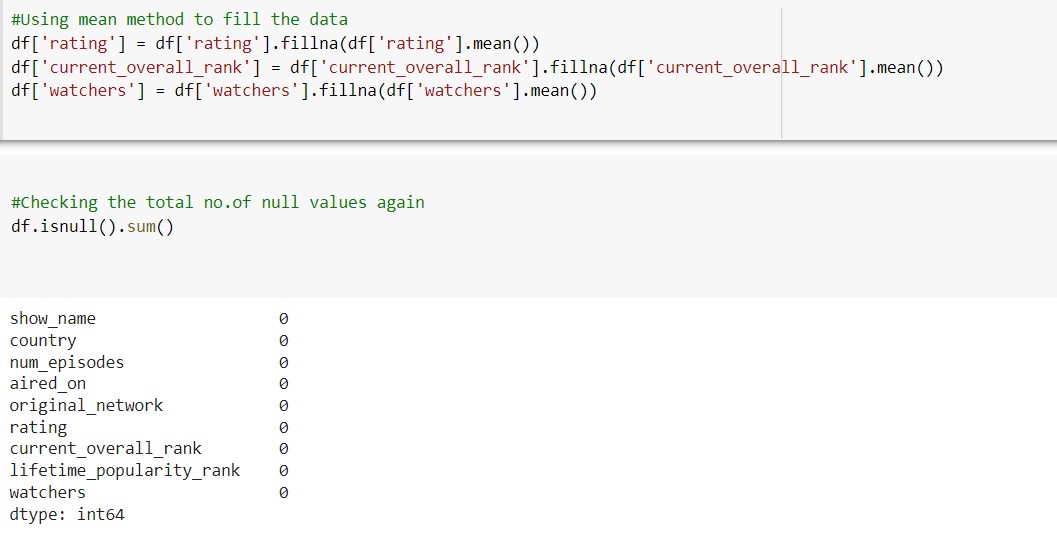 #Using mean method to fill the data
df['rating'] = df['rating'].fillna(df['rating'].mean())
df['current_overall_rank'] = df['current_overall_rank'].fillna(df['current_overall_rank'].mean())
df['watchers'] = df['watchers'].fillna(df['watchers'].mean())
#Checking the total no.of null values again
df.isnull().sum()
show_name 0
country 0
num_episodes 0
aired_on 0
original_network 0
rating 0
current_overall_rank 0
lifetime_popularity_rank 0
watchers 0
dtype: int64